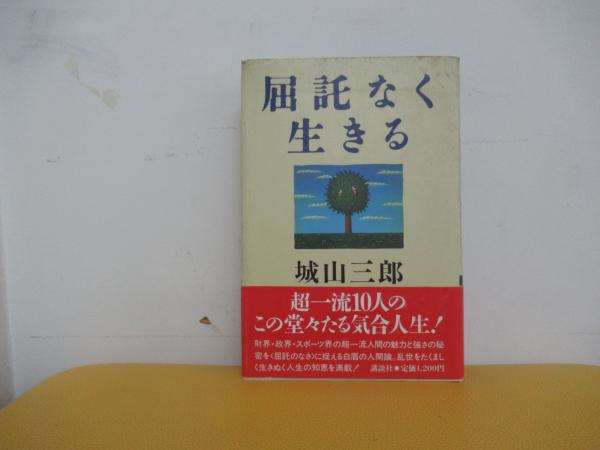 屈託なく
生きる
城山三郎
超一流10人の
この堂々たる気合人生!
財界・政界・スポーツ界の超一流人間の魅力と強さの秘
密を〈屈託のなさ〉に捉える白眉の人間論。乱世をたくまし
く生きぬく人生の知恵を満載! 講談社★定価1,200円